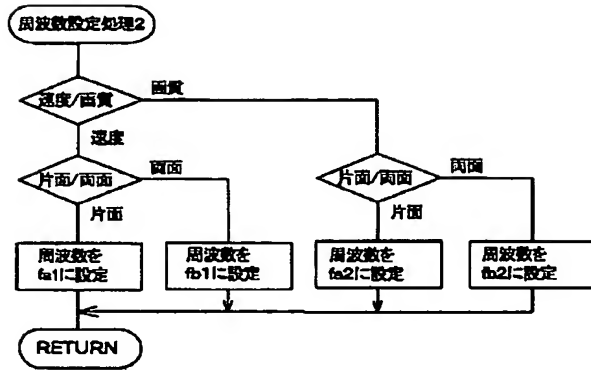 周波数設定処理2
速度/画質
画質
速度
片面/両面
両面
片面
片面/両面
両面
片面
周波数を
fa1に設定
周波数を
fb1に設定
周波数を
fa2に設定
周波数を
fb2に設定
RETURN